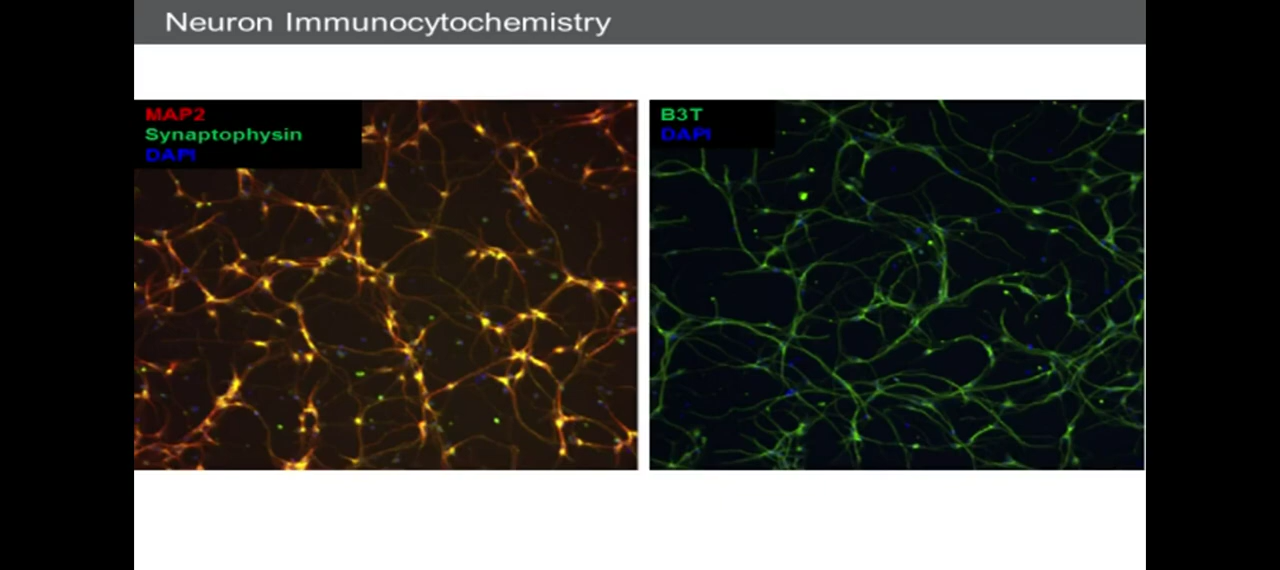 Neuron Immunocytochemistry
MAP2
Synaptophysin
DAPI
B3T
DAPI